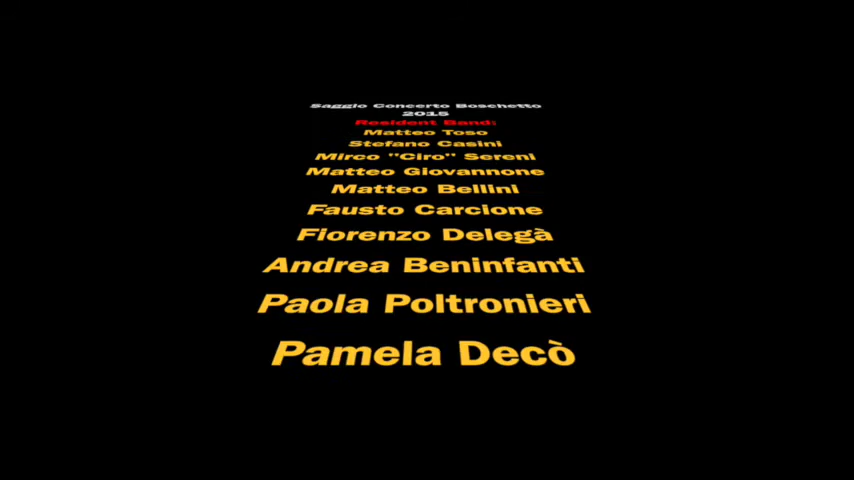 Saggio Concerto Boschetto
2015
Resident Band:
Matteo Toso
Stefano Casini
Mirco "Ciro" Sereni
Matteo Giovannone
Matteo Bellini
Fausto Carcione
Fiorenzo Delegà
Andrea Beninfanti
Paola Poltronieri
Pamela Decò